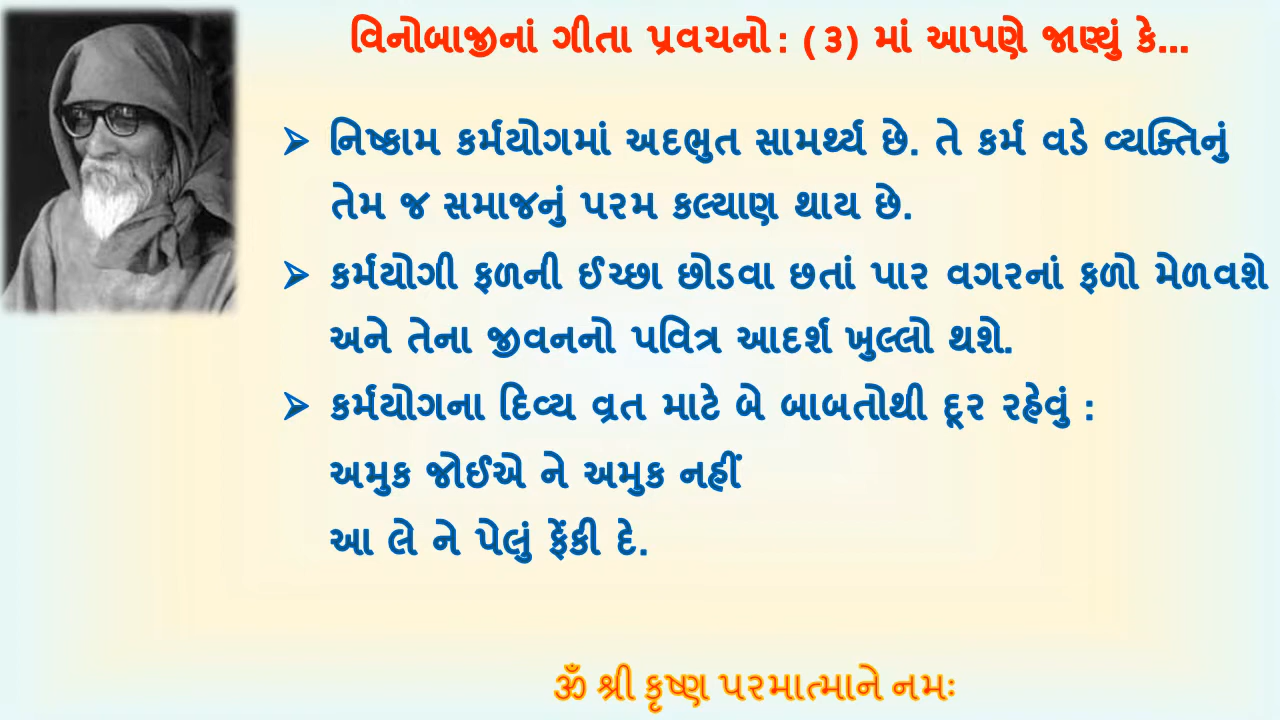 વિનોબાજીનાં ગીતા પ્રવચનો: (૩) માં આપણે જાણ્યું કે...
➢ નિષ્કામ કર્મયોગમાં અદભુત સામર્થ્ય છે. તે કર્મ વડે વ્યક્તિનું
તેમ જ સમાજનું પરમ કલ્યાણ થાય છે.
➢ કર્મયોગી ફળની ઈચ્છા છોડવા છતાં પાર વગરનાં ફળો મેળવશે
અને તેના જીવનનો પવિત્ર આદર્શ ખુલ્લો થશે.
➢ કર્મયોગના દિવ્ય વ્રત માટે બે બાબતોથી દૂર રહેવું :
અમુક જોઈએ ને અમુક નહીં
આ લે ને પેલું ફેંકી દે.
ૐ શ્રી કૃષ્ણ પરમાત્માને નમઃ